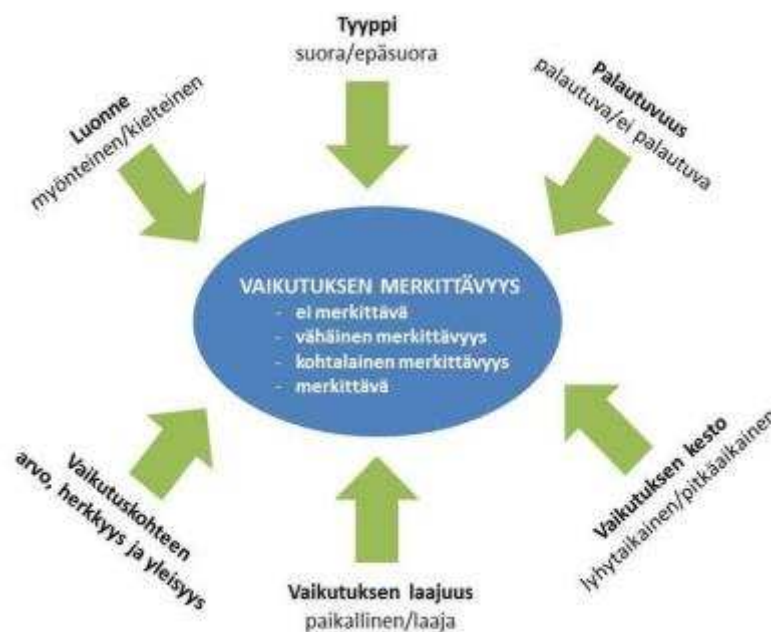 Tyyppi
suora/epäsuora
Palautuvuus
palautuva/ei palautuva
Luonne
myönteinen/kielteinen
VAIKUTUKSEN MERKITTÄVYYS
- ei merkittävä
- vähäinen merkittävyys
- kohtalainen merkittävyys
- merkittävä
Vaikutuskohteen
arvo, herkkyys ja yleisyys
Vaikutuksen laajuus
paikallinen/laaja
Vaikutuksen kesto
lyhytaikainen/pitkäaikainen